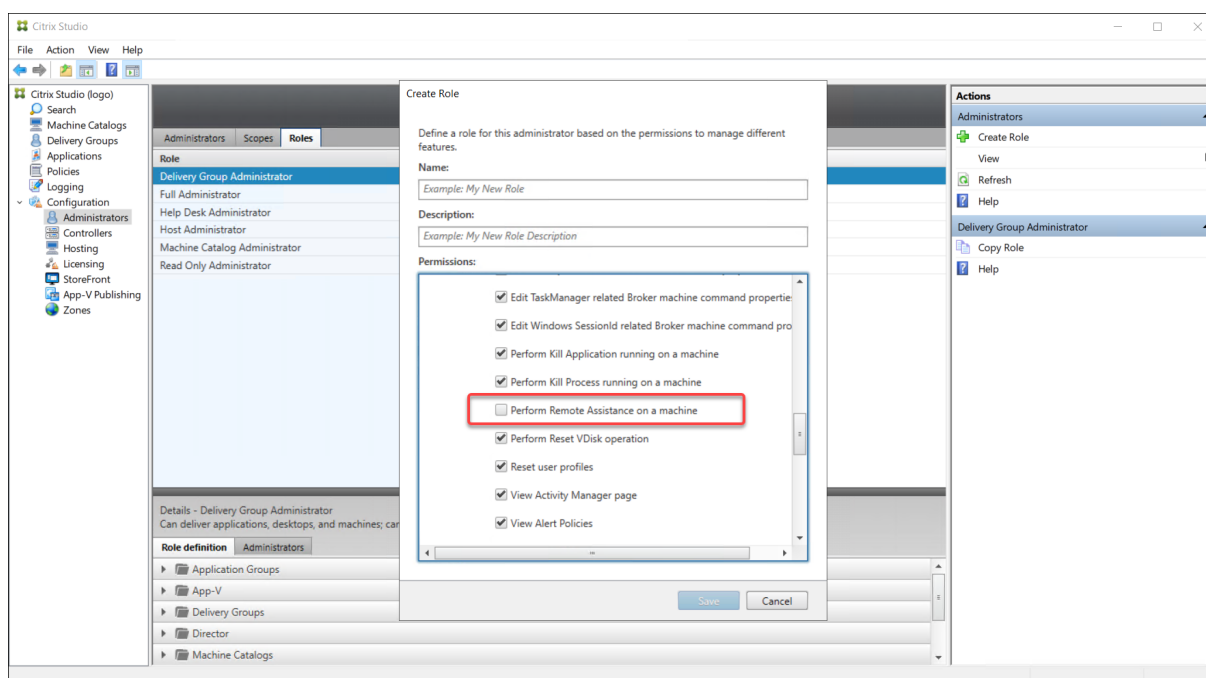 Citrix Studio
File Action View Help
Citrix Studio (logo)
Search
Machine Catalogs
Delivery Groups
Applications
Policies
Logging
Configuration
Administrators
Controllers
Hosting
Licensing
StoreFront
App-V Publishing
Zones
Administrators Scopes Roles
Role
Delivery Group Administrator
Full Administrator
Help Desk Administrator
Host Administrator
Machine Catalog Administrator
Read Only Administrator
Details - Delivery Group Administrator
Can deliver applications, desktops, and machines; car
Role definition Administrators
Application Groups
App-V
Delivery Groups
Director
Machine Catalogs
Create Role
Define a role for this administrator based on the permissions to manage different
features.
Name:
Example: My New Role
Description:
Example: My New Role Description
Permissions:
Edit TaskManager related Broker machine command propertie
Edit Windows SessionId related Broker machine command pro
Perform Kill Application running on a machine
Perform Kill Process running on a machine
Perform Remote Assistance on a machine
Perform Reset VDisk operation
Reset user profiles
View Activity Manager page
View Alert Policies
Save Cancel
Actions
Administrators
Create Role
View
Refresh
Help
Delivery Group Administrator
Copy Role
Help